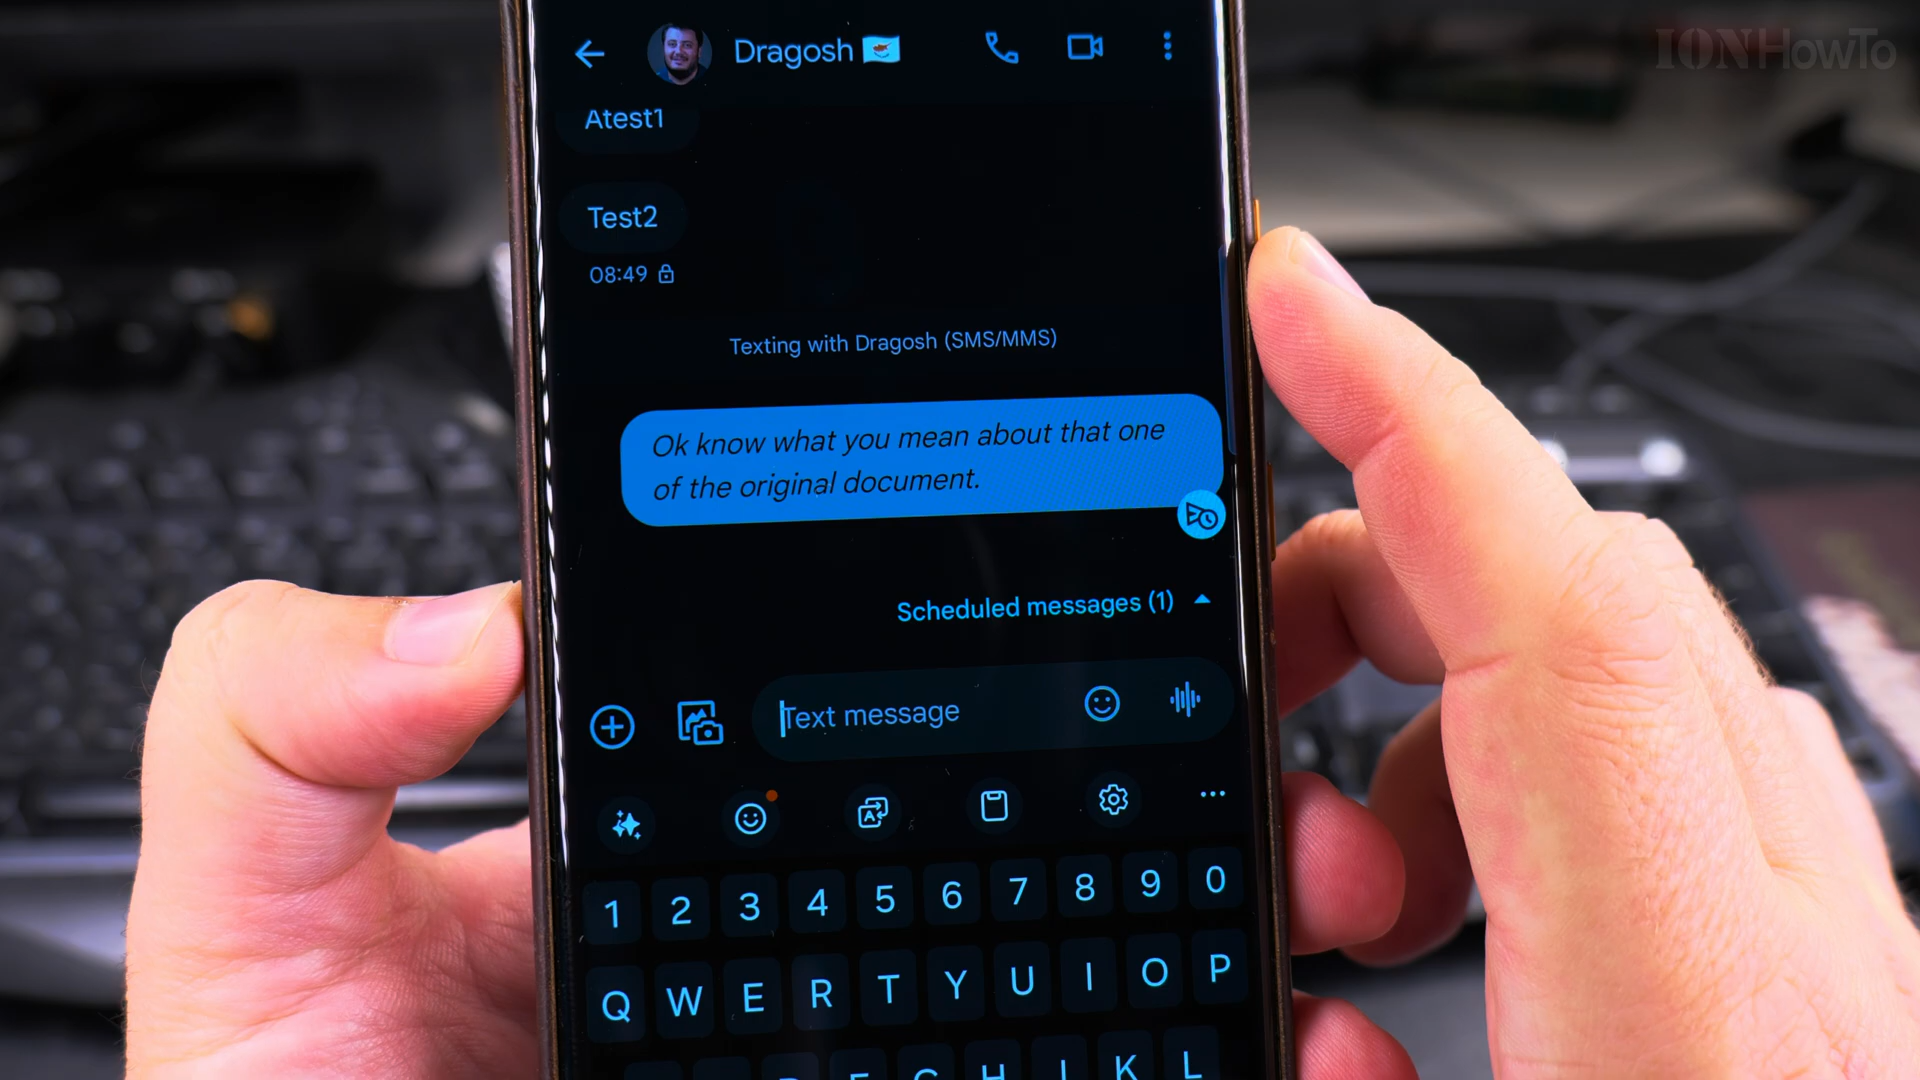 IONHowTo
Dragosh 🇨🇾
Atest1
Test2
08:49
Texting with Dragosh (SMS/MMS)
Ok know what you mean about that one
of the original document.
Scheduled messages (1)
Text message
1 2 3 4 5 6 7 8 9 0
Q W E R T Y U I O P
D F G H J K L